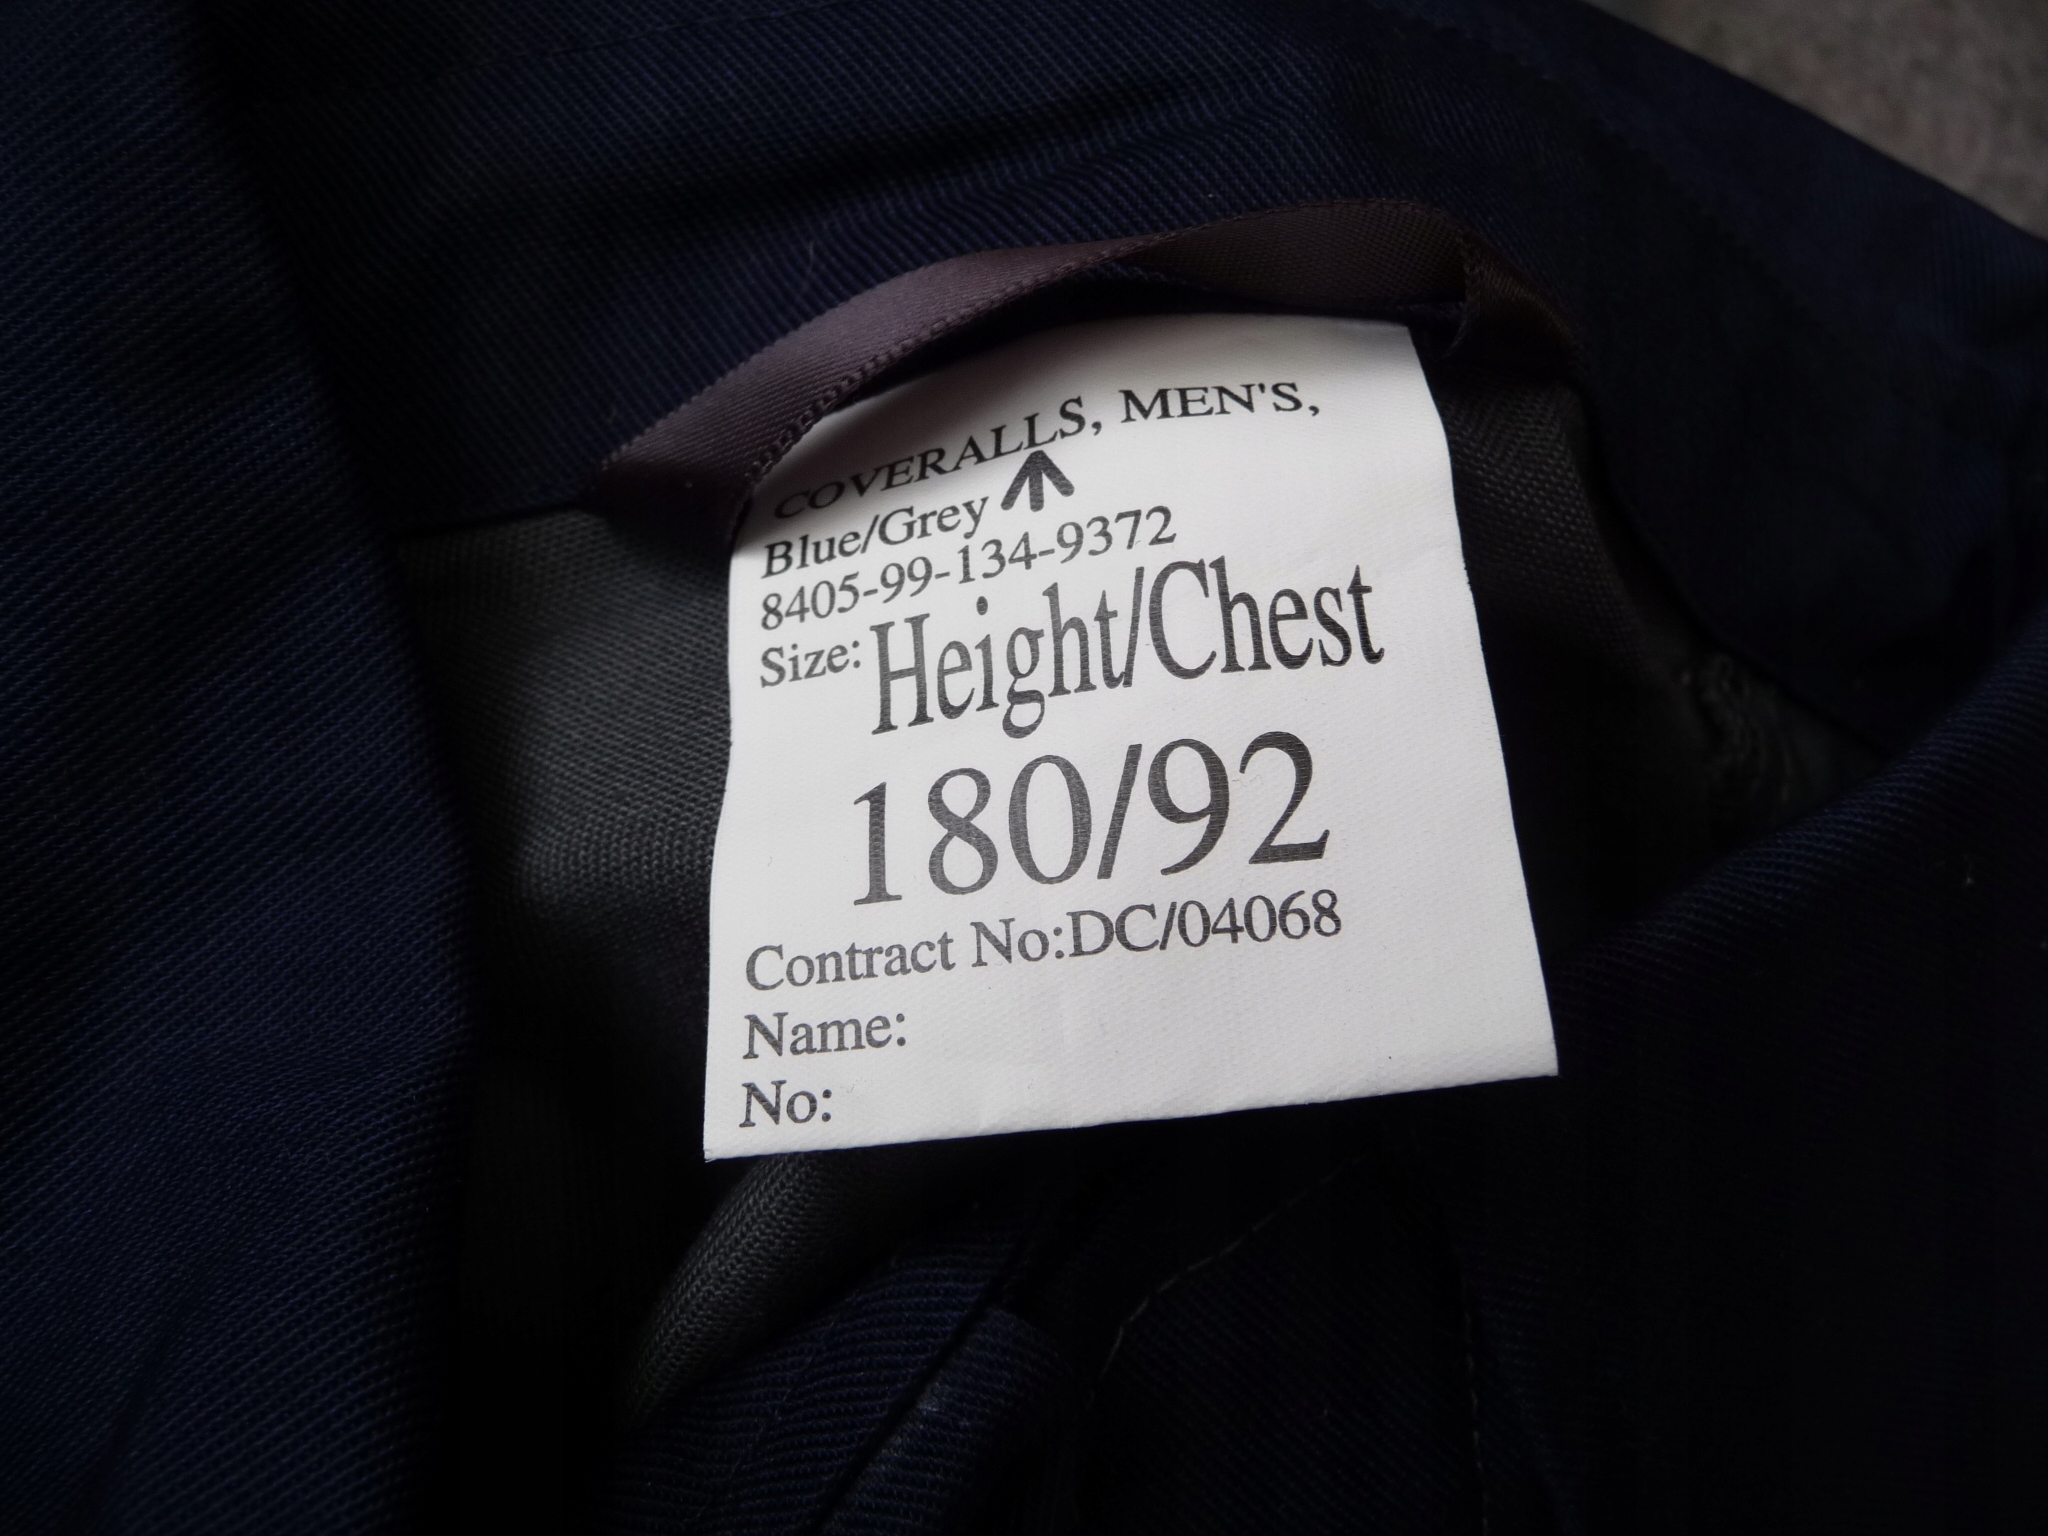 COVERALLS, MEN'S,
Blue/Grey
8405-99-134-9372
Size: Height/Chest
180/92
Contract No:DC/04068
Name:
No: